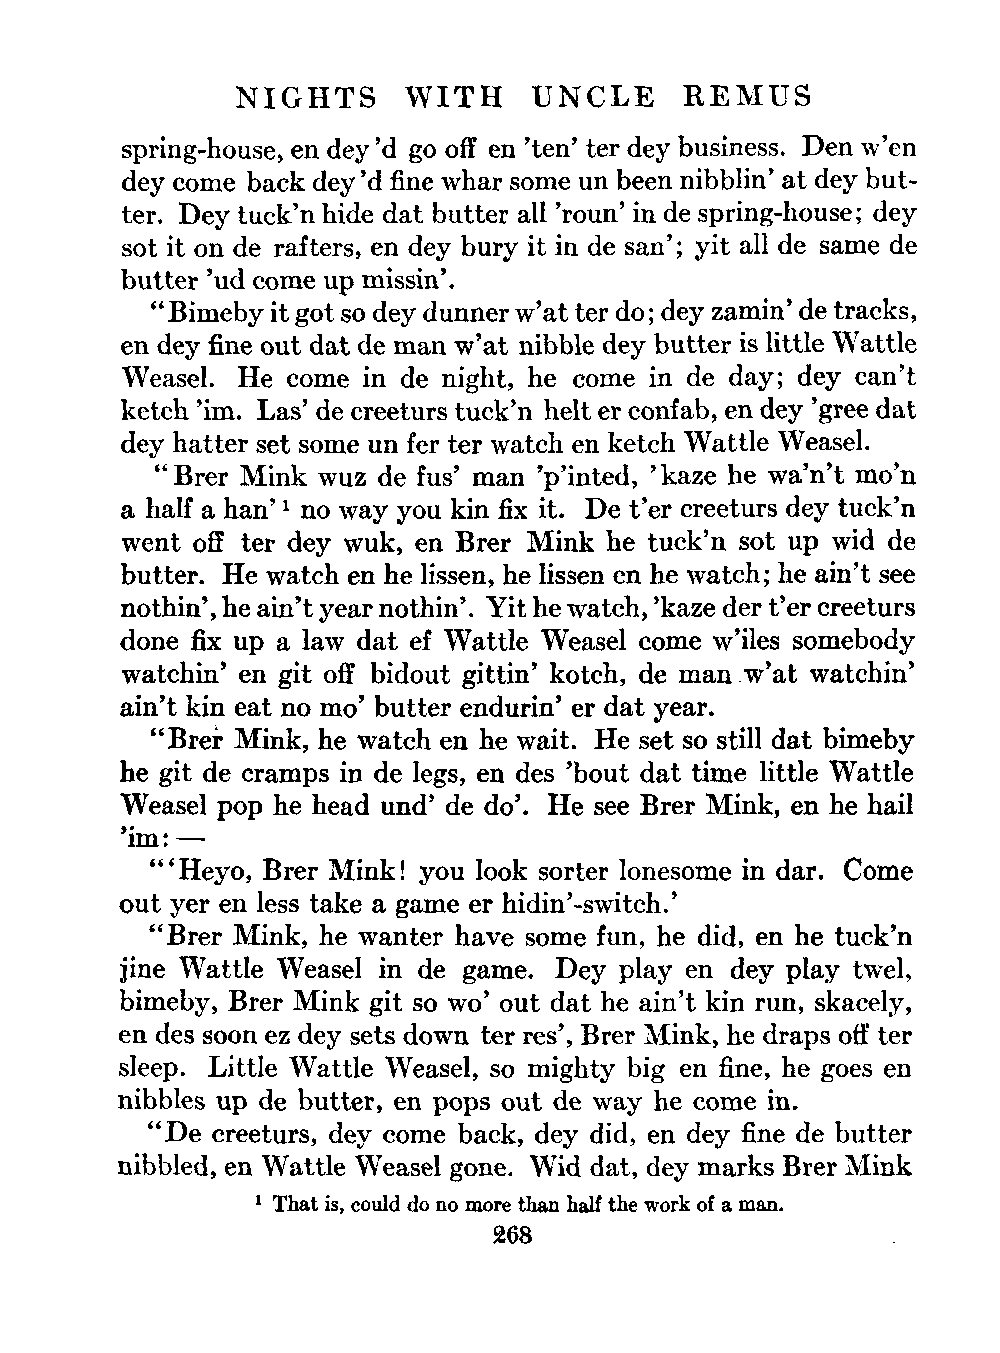 NIGHTS WITH UNCLE REMUS
spring-house, en dey 'd go off en 'ten' ter dey business. Den w'en
dey come back dey 'd fine whar some un been nibblin' at dey but-
ter. Dey tuck'n hide dat butter all 'roun' in de spring-house; dey
sot it on de rafters, en dey bury it in de san'; yit all de same de
butter 'ud come up missin'.
"Bimeby it got so dey dunner w'at ter do; dey zamin' de tracks,
en dey fine out dat de man w'at nibble dey butter is little Wattle
Weasel. He come in de night, he come in de day; dey can't
ketch 'im. Las' de creeturs tuck'n helt er confab, en dey 'gree dat
dey hatter set some un fer ter watch en ketch Wattle Weasel.
"Brer Mink wuz de fus' man 'p'inted, 'kaze he wa'n't mo'n
a half a han' ¹ no way you kin fix it. De t'er creeturs dey tuck'n
went off ter dey wuk, en Brer Mink he tuck'n sot up wid de
butter. He watch en he lissen, he lissen en he watch; he ain't see
nothin', he ain't year nothin'. Yit he watch, 'kaze der t'er creeturs
done fix up a law dat ef Wattle Weasel come w'iles somebody
watchin' en git off bidout gittin' kotch, de man w'at watchin'
ain't kin eat no mo' butter endurin' er dat year.
"Brer Mink, he watch en he wait. He set so still dat bimeby
he git de cramps in de legs, en des 'bout dat time little Wattle
Weasel pop he head und' de do'. He see Brer Mink, en he hail
'im: —
"'Heyo, Brer Mink! you look sorter lonesome in dar. Come
out yer en less take a game er hidin'-switch.'
"Brer Mink, he wanter have some fun, he did, en he tuck'n
jine Wattle Weasel in de game. Dey play en dey play twel,
bimeby, Brer Mink git so wo' out dat he ain't kin run, skacely,
en des soon ez dey sets down ter res', Brer Mink, he draps off ter
sleep. Little Wattle Weasel, so mighty big en fine, he goes en
nibbles up de butter, en pops out de way he come in.
"De creeturs, dey come back, dey did, en dey fine de butter
nibbled, en Wattle Weasel gone. Wid dat, dey marks Brer Mink
¹ That is, could do no more than half the work of a man.
268